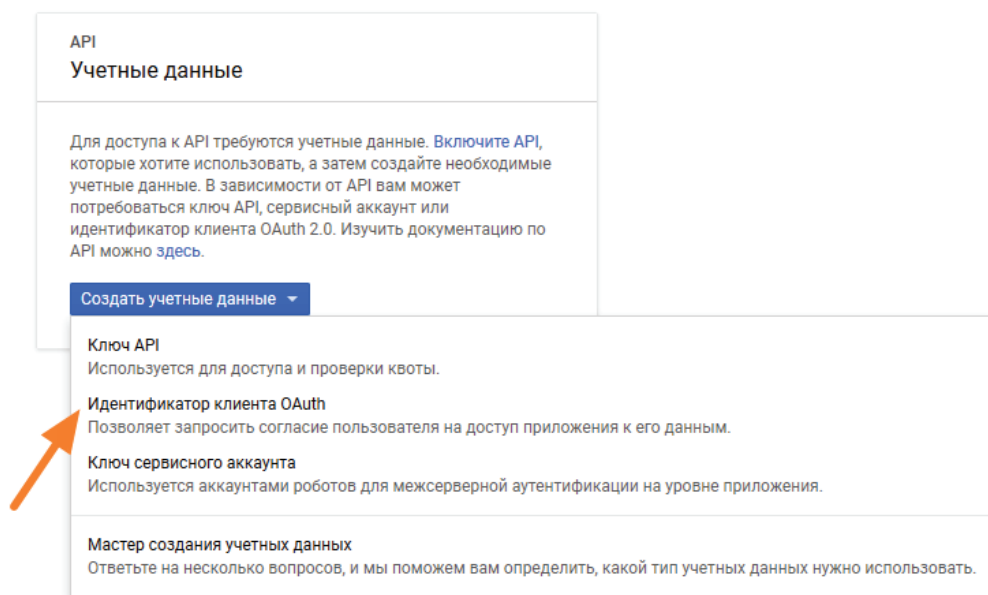 API
Учетные данные
Для доступа к API требуются учетные данные. Включите API,
которые хотите использовать, а затем создайте необходимые
учетные данные. В зависимости от API вам может
потребоваться ключ API, сервисный аккаунт или
идентификатор клиента OAuth 2.0. Изучить документацию по
API можно здесь.
Создать учетные данные
Ключ API
Используется для доступа и проверки квоты.
Идентификатор клиента OAuth
Позволяет запросить согласие пользователя на доступ приложения к его данным.
Ключ сервисного аккаунта
Используется аккаунтами роботов для межсерверной аутентификации на уровне приложения.
Мастер создания учетных данных
Ответьте на несколько вопросов, и мы поможем вам определить, какой тип учетных данных нужно использовать.